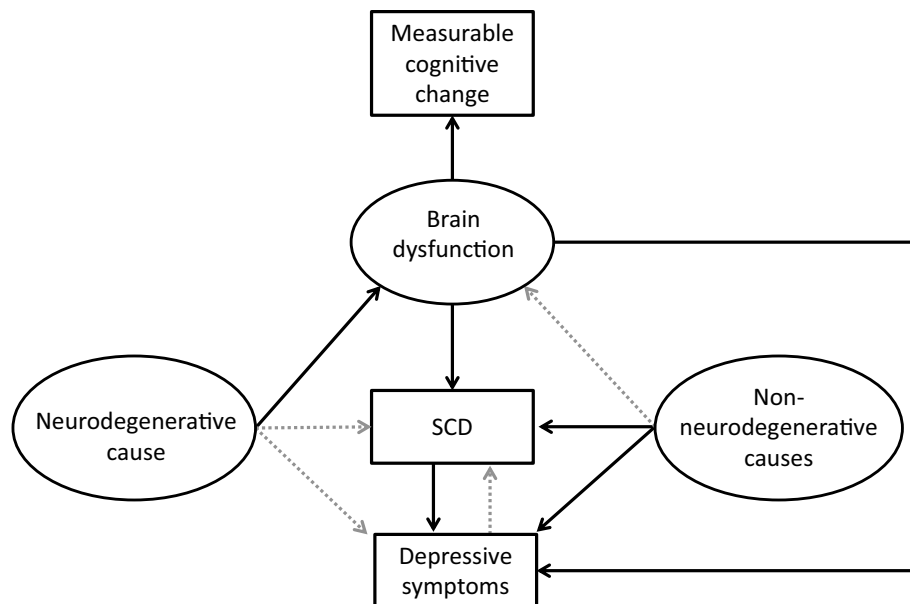 Measurable
cognitive
change
Brain
dysfunction
Neurodegenerative
cause
SCD
Non-
neurodegenerative
causes
Depressive
symptoms